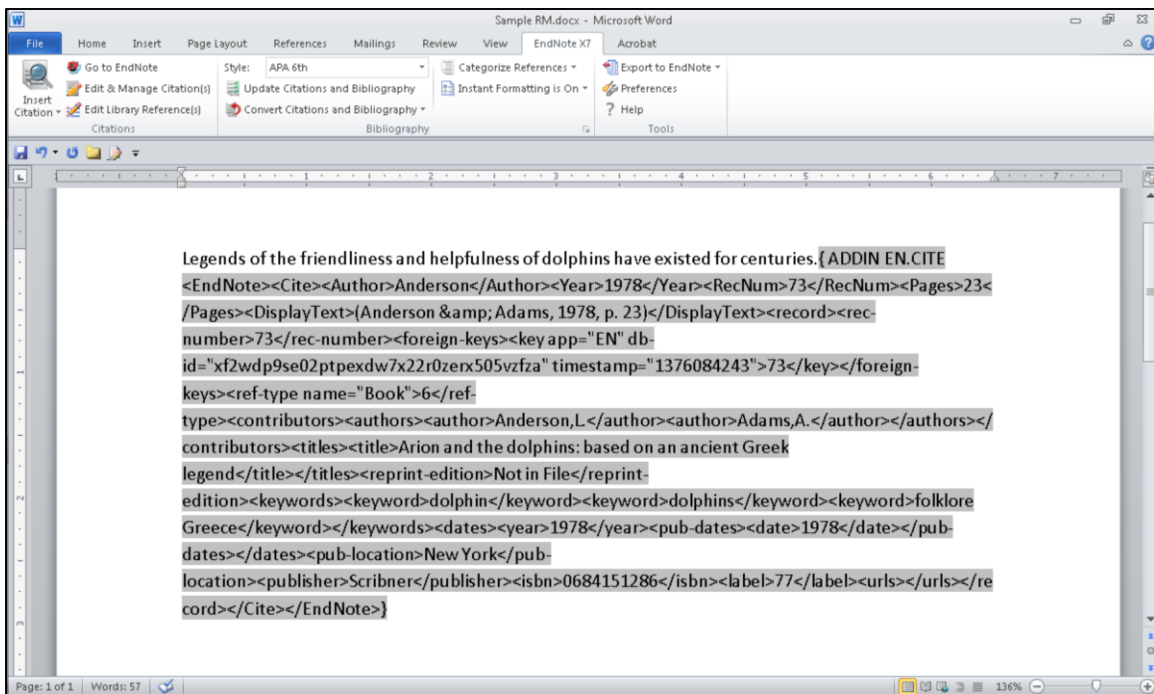 Sample RM.docx - Microsoft Word
File Home Insert Page Layout References Mailings Review View EndNote X7 Acrobat
Go to EndNote Style: APA 6th Categorize References Export to EndNote
Edit & Manage Citation(s) Update Citations and Bibliography Instant Formatting is On Preferences
Insert Citation Edit Library Reference(s) Convert Citations and Bibliography Help
Citations Bibliography Tools
1 2 3 4 5 6 7
Legends of the friendliness and helpfulness of dolphins have existed for centuries.{ ADDIN EN.CITE
<EndNote><Cite><Author>Anderson</Author><Year>1978</Year><RecNum>73</RecNum><Pages>23<
/Pages><DisplayText>(Anderson &amp; Adams, 1978, p. 23)</DisplayText><record><rec-
number>73</rec-number><foreign-keys><key app="EN" db-
id="xf2wdp9se02ptpexdw7x22r0zerx505vzfza" timestamp="1376084243">73</key></foreign-
keys><ref-type name="Book">6</ref-
type><contributors><authors><author>Anderson,L.</author><author>Adams,A.</author></authors></
contributors><titles><title>Arion and the dolphins: based on an ancient Greek
legend</title></titles><reprint-edition>Not in File</reprint-
edition><keywords><keyword>dolphin</keyword><keyword>dolphins</keyword><keyword>folklore
Greece</keyword></keywords><dates><year>1978</year><pub-dates><date>1978</date></pub-
dates></dates><pub-location>New York</pub-
location><publisher>Scribner</publisher><isbn>0684151286</isbn><label>77</label><urls></urls></re
cord></Cite></EndNote>}
Page: 1 of 1 Words: 57 136%